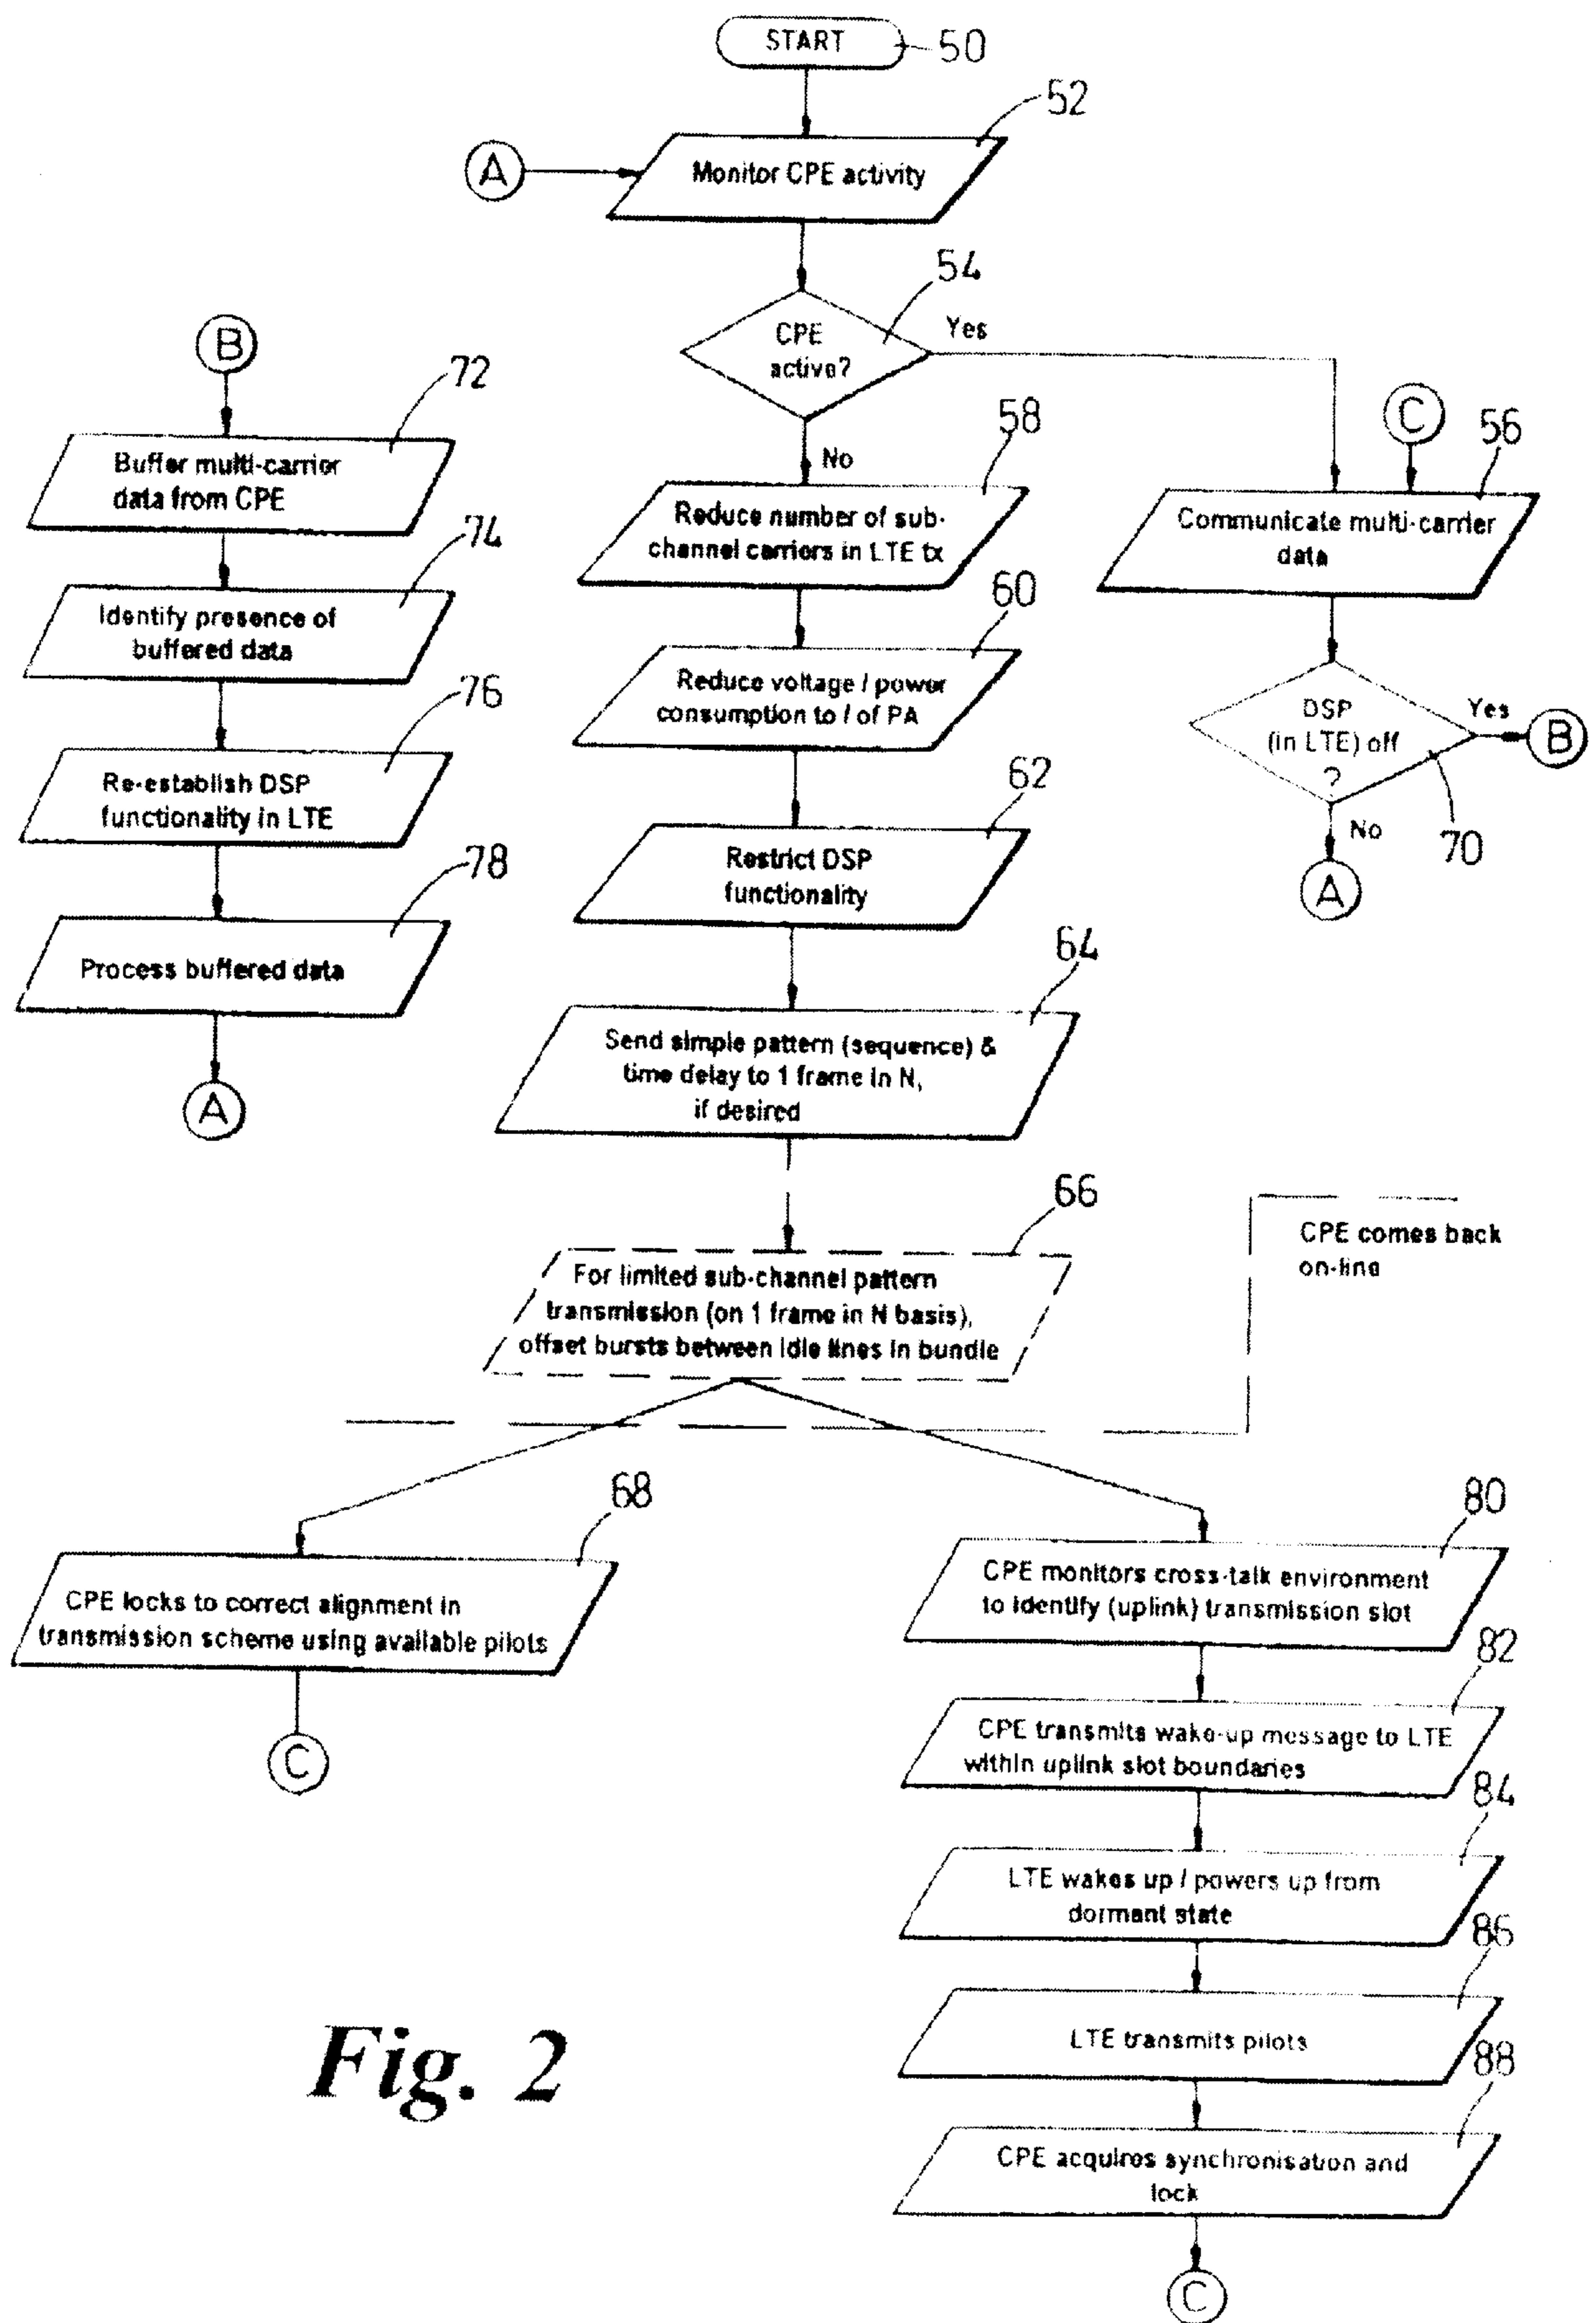 START
50
52
A
Monitor CPE activity
54
CPE
active?
Yes
No
B
72
Buffer multi-carrier
data from CPE
74
Identify presence of
buffered data
76
Re-establish DSP
functionality in LTE
78
Process buffered data
A
58
Reduce number of sub-
channel carriers in LTE tx
60
Reduce voltage / power
consumption to / of PA
62
Restrict DSP
functionality
64
Send simple pattern (sequence) &
time delay to 1 frame in N,
if desired
66
For limited sub-channel pattern
transmission (on 1 frame in N basis),
offset bursts between idle lines in bundle
C
56
Communicate multi-carrier
data
DSP
(in LTE) off
?
Yes
B
70
No
A
CPE comes back
on-line
68
CPE locks to correct alignment in
transmission scheme using available pilots
C
80
CPE monitors cross-talk environment
to identify (uplink) transmission slot
82
CPE transmits wake-up message to LTE
within uplink slot boundaries
84
LTE wakes up / powers up from
dormant state
86
LTE transmits pilots
88
CPE acquires synchronisation and
lock
C
Fig. 2